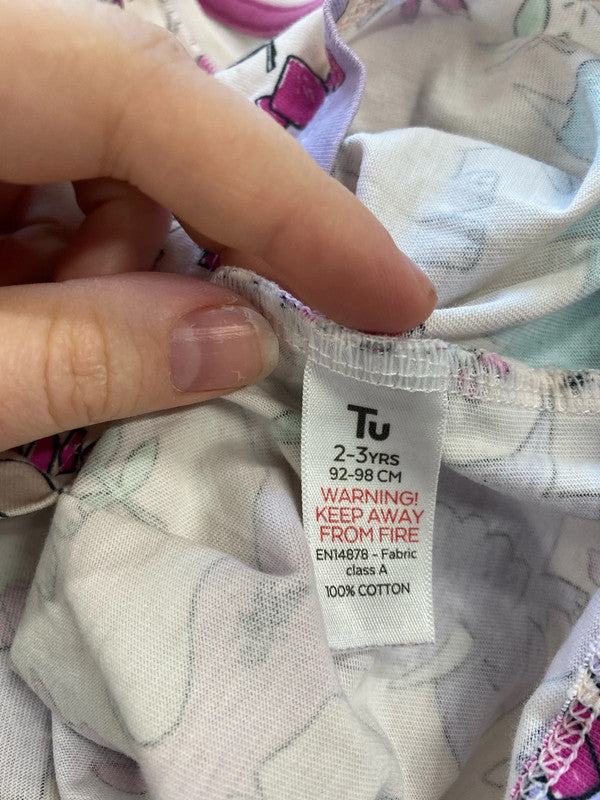 Tu
2-3YRS
92-98 CM
WARNING!
KEEP AWAY
FROM FIRE
EN14878 - Fabric
class A
100% COTTON